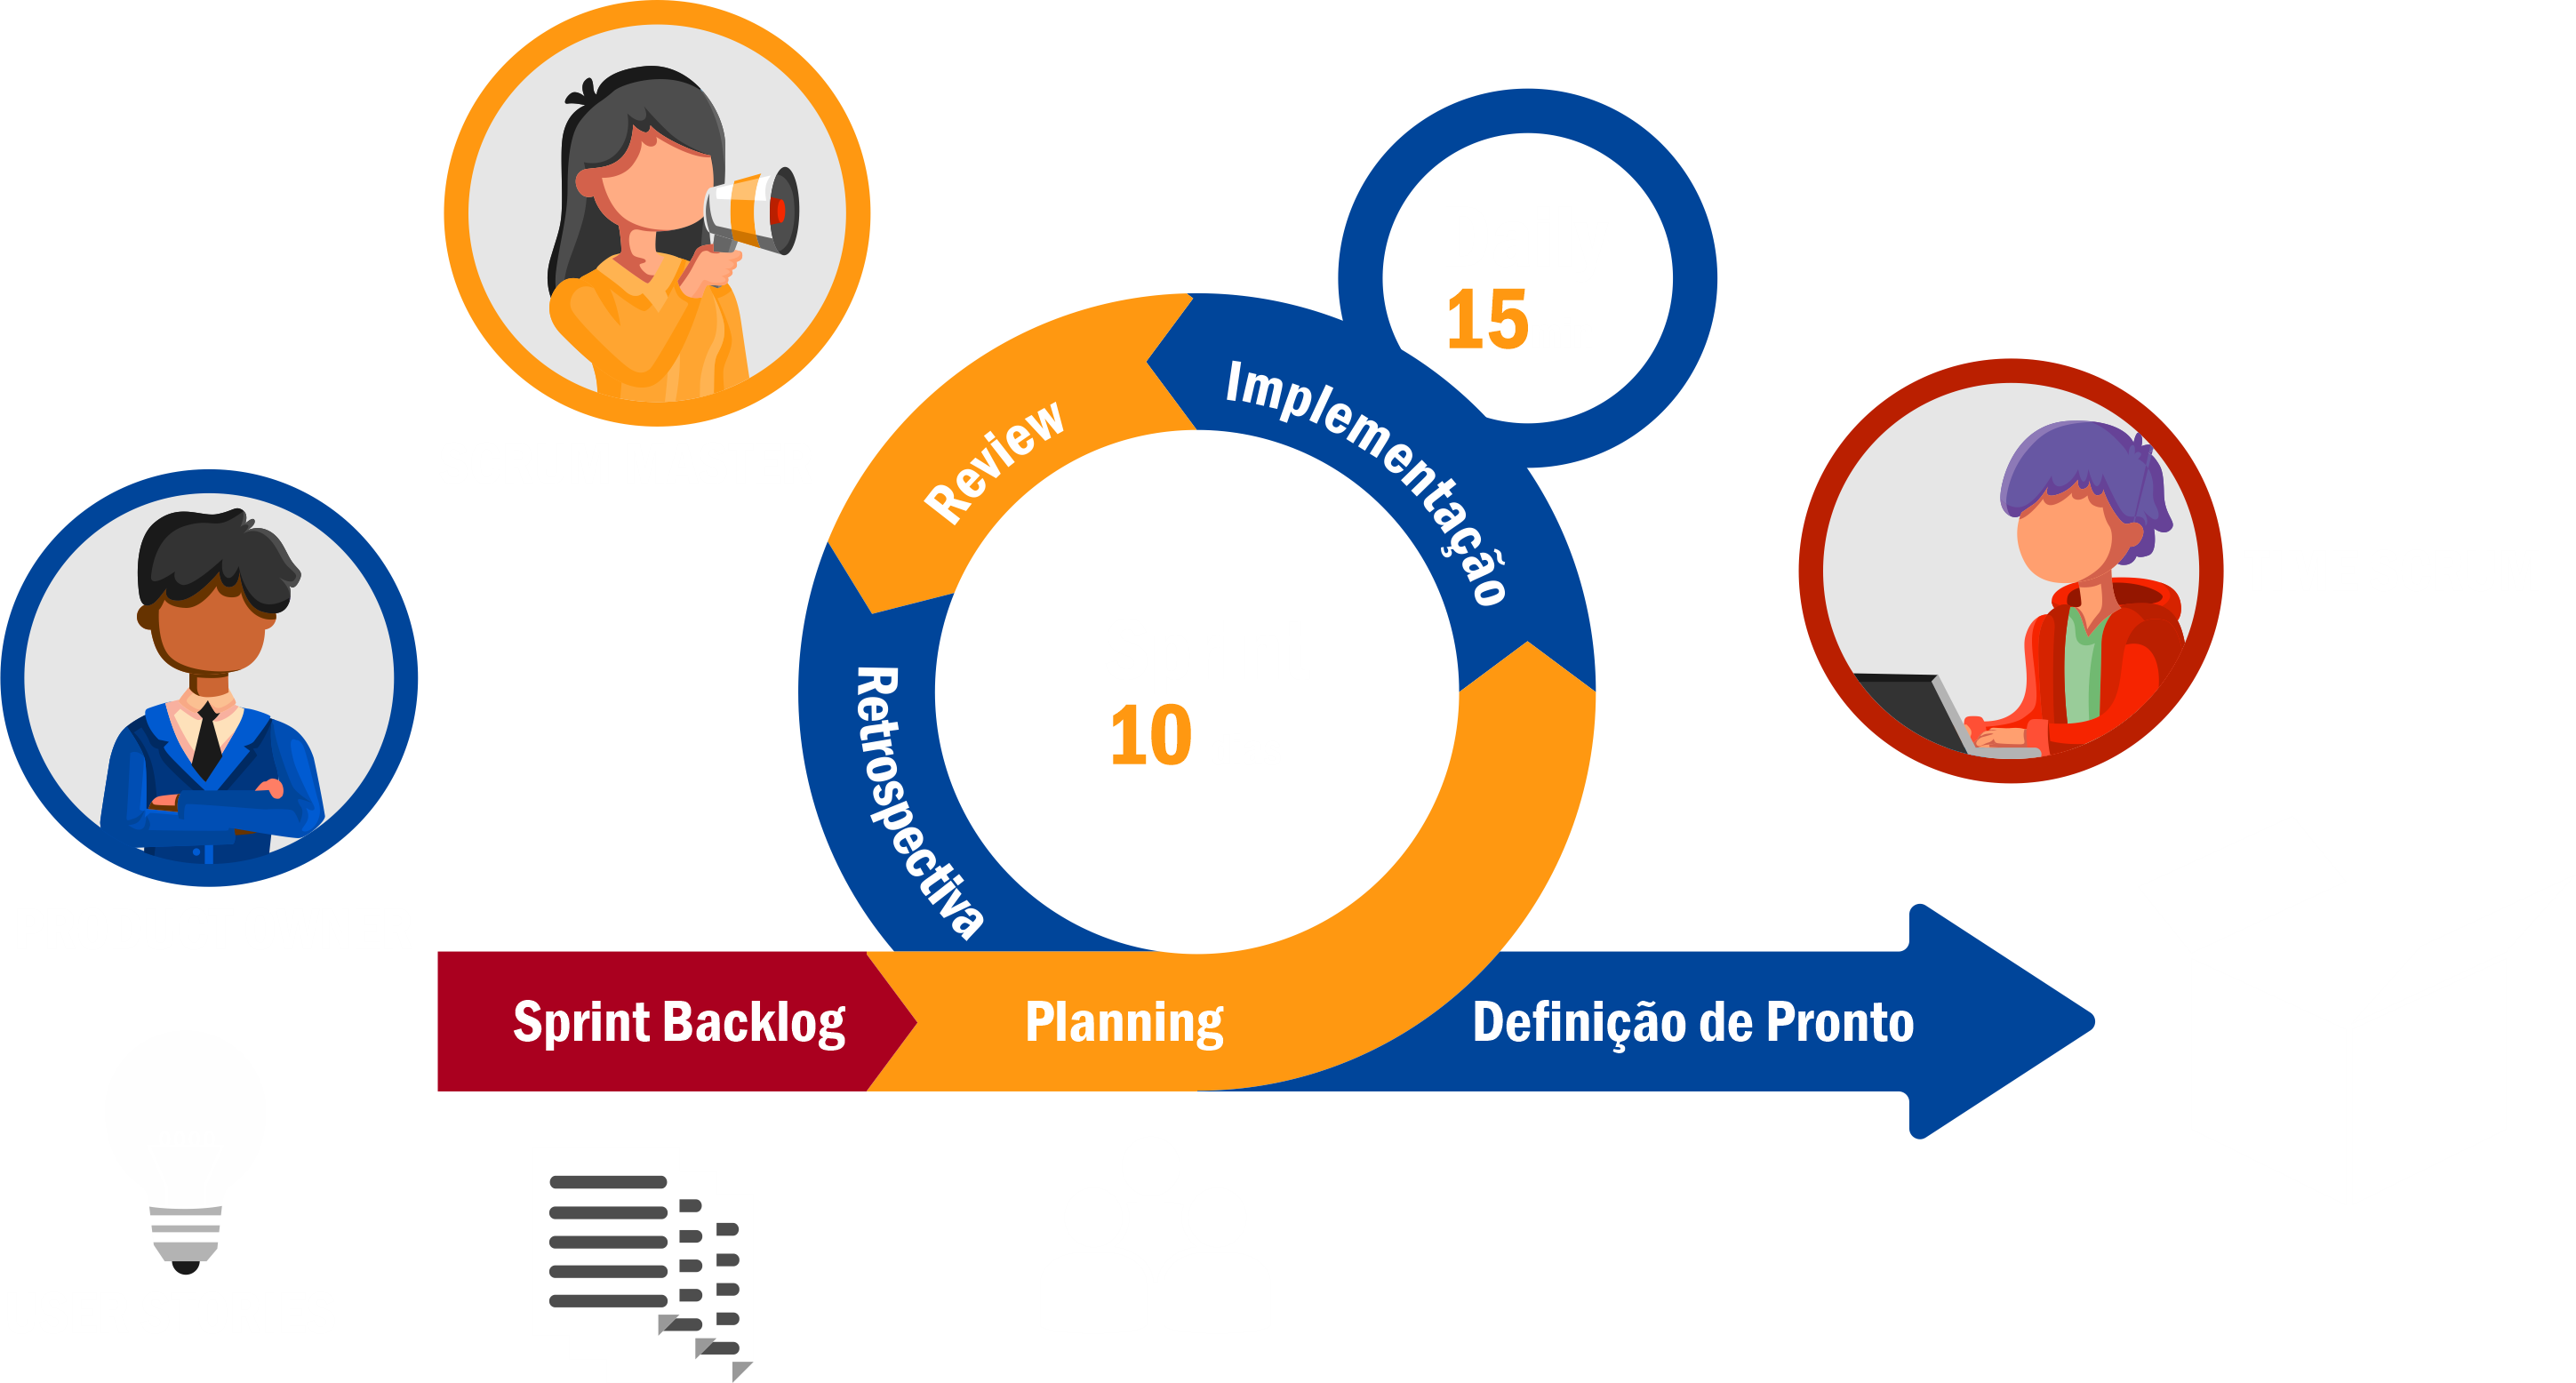 15
Implementação
Review
Retrospectiva
10
Sprint Backlog
Planning
Definição de Pronto